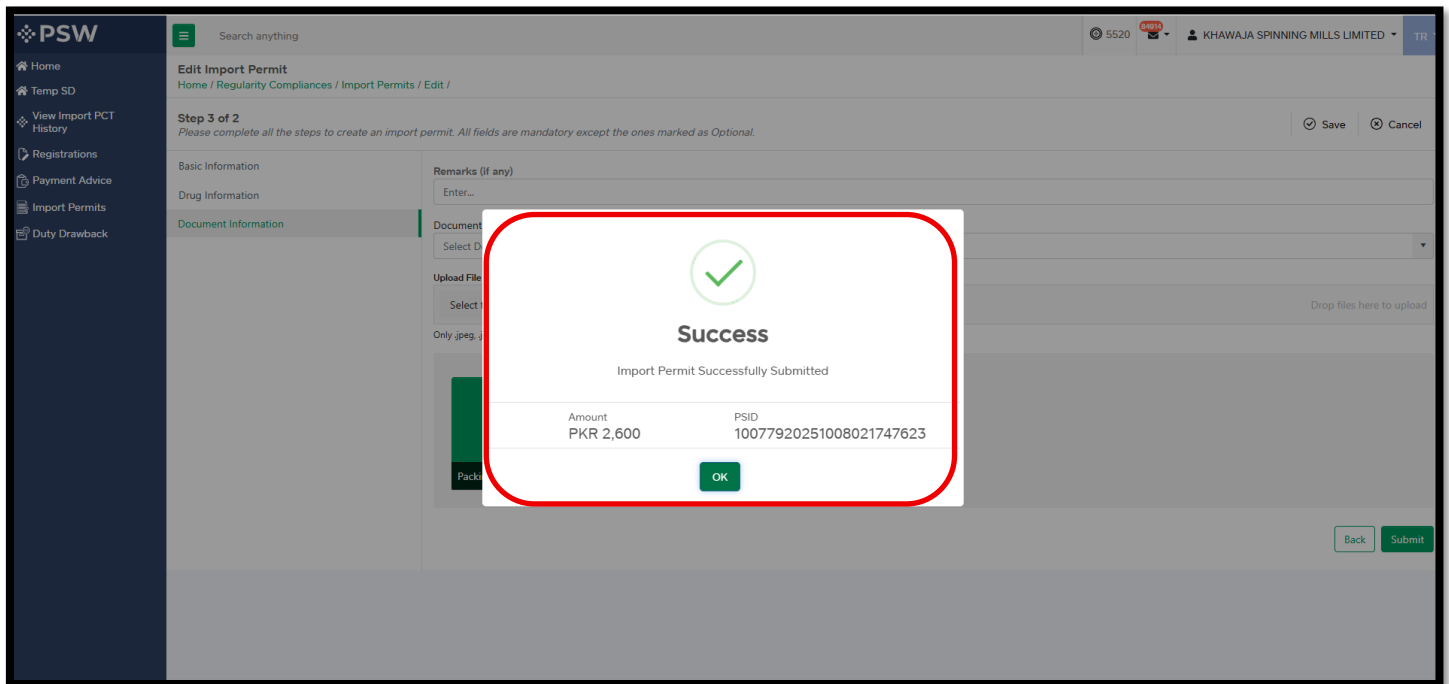 PSW
Search anything
5520
84914
KHAWAJA SPINNING MILLS LIMITED
TR
Home
Temp SD
View Import PCT
History
Registrations
Payment Advice
Import Permits
Duty Drawback
Edit Import Permit
Home / Regularity Compliances / Import Permits / Edit /
Step 3 of 2
Please complete all the steps to create an import permit. All fields are mandatory except the ones marked as Optional.
Save
Cancel
Basic Information
Drug Information
Document Information
Remarks (if any)
Enter...
Document
Select D
Upload File
Select
Drop files here to upload
Only .jpeg,
Success
Import Permit Successfully Submitted
Amount
PSID
PKR 2,600
10077920251008021747623
OK
Packi
Back
Submit